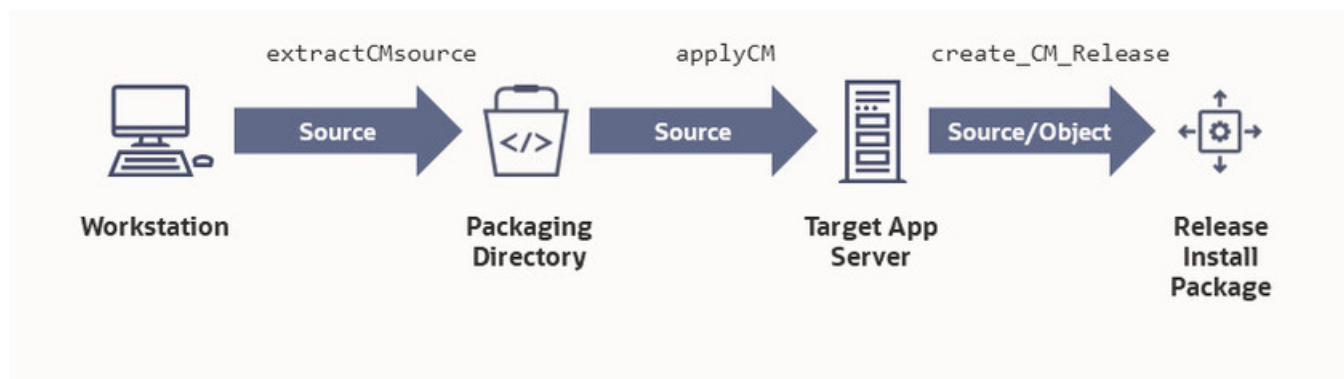 extractCMsource
applyCM
create_CM_Release
Source
</>
Source
Source/Object
Workstation
Packaging
Directory
Target App
Server
Release
Install
Package